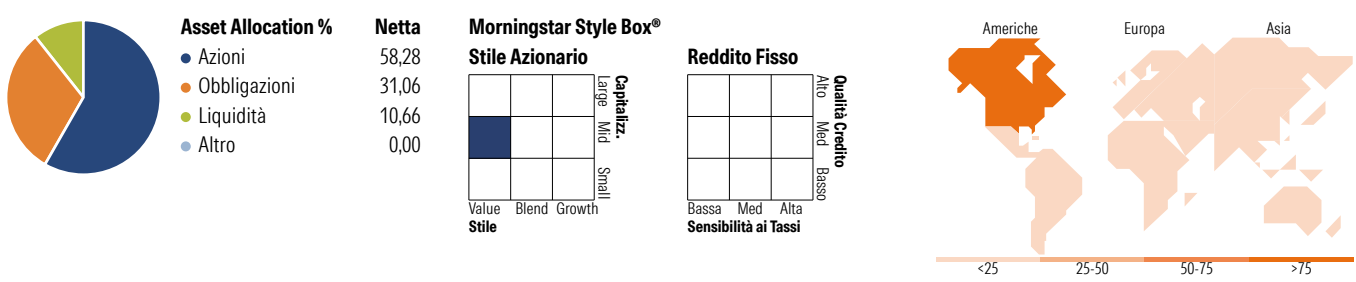 Asset Allocation % Netta
Azioni 58,28
Obbligazioni 31,06
Liquidità 10,66
Altro 0,00
Morningstar Style Box®
Stile Azionario
Large Mid Small
Capitalizz.
Value Blend Growth
Stile
Reddito Fisso
Alto Med Basso
Qualità Credito
Bassa Med Alta
Sensibilità ai Tassi
Americhe Europa Asia
<25 25-50 50-75 >75